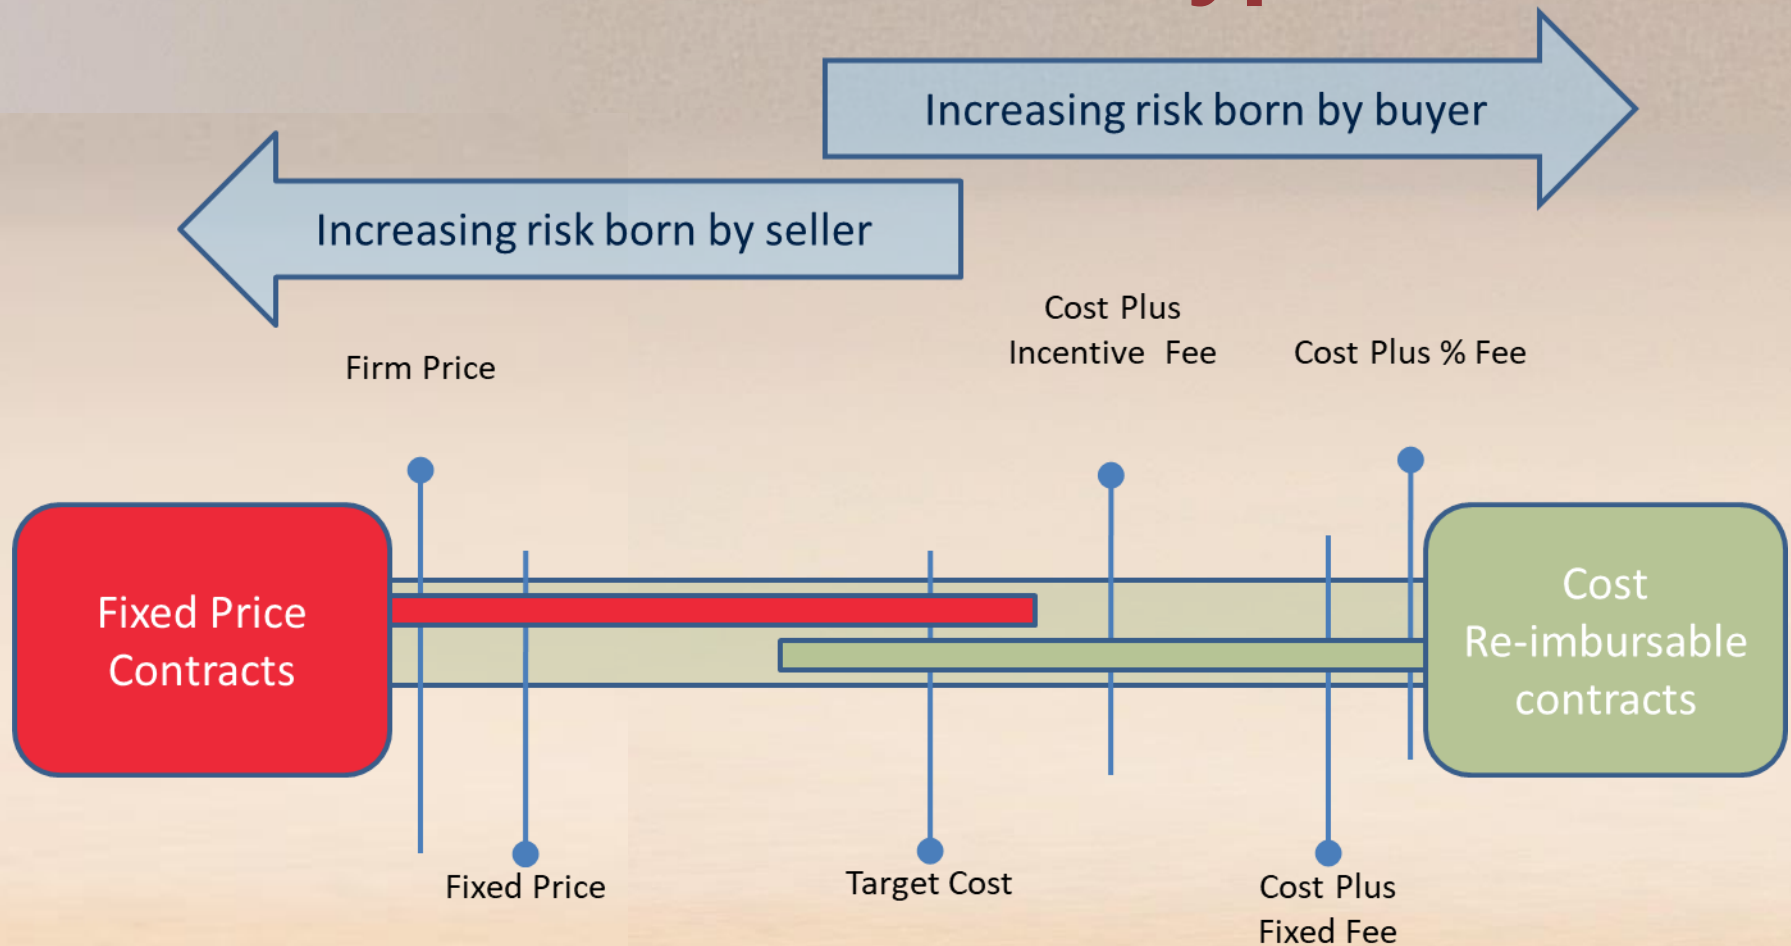 Increasing risk born by buyer
Increasing risk born by seller
Cost Plus
Incentive Fee
Cost Plus % Fee
Firm Price
Fixed Price
Contracts
Cost
Re-imbursable
contracts
Fixed Price
Target Cost
Cost Plus
Fixed Fee